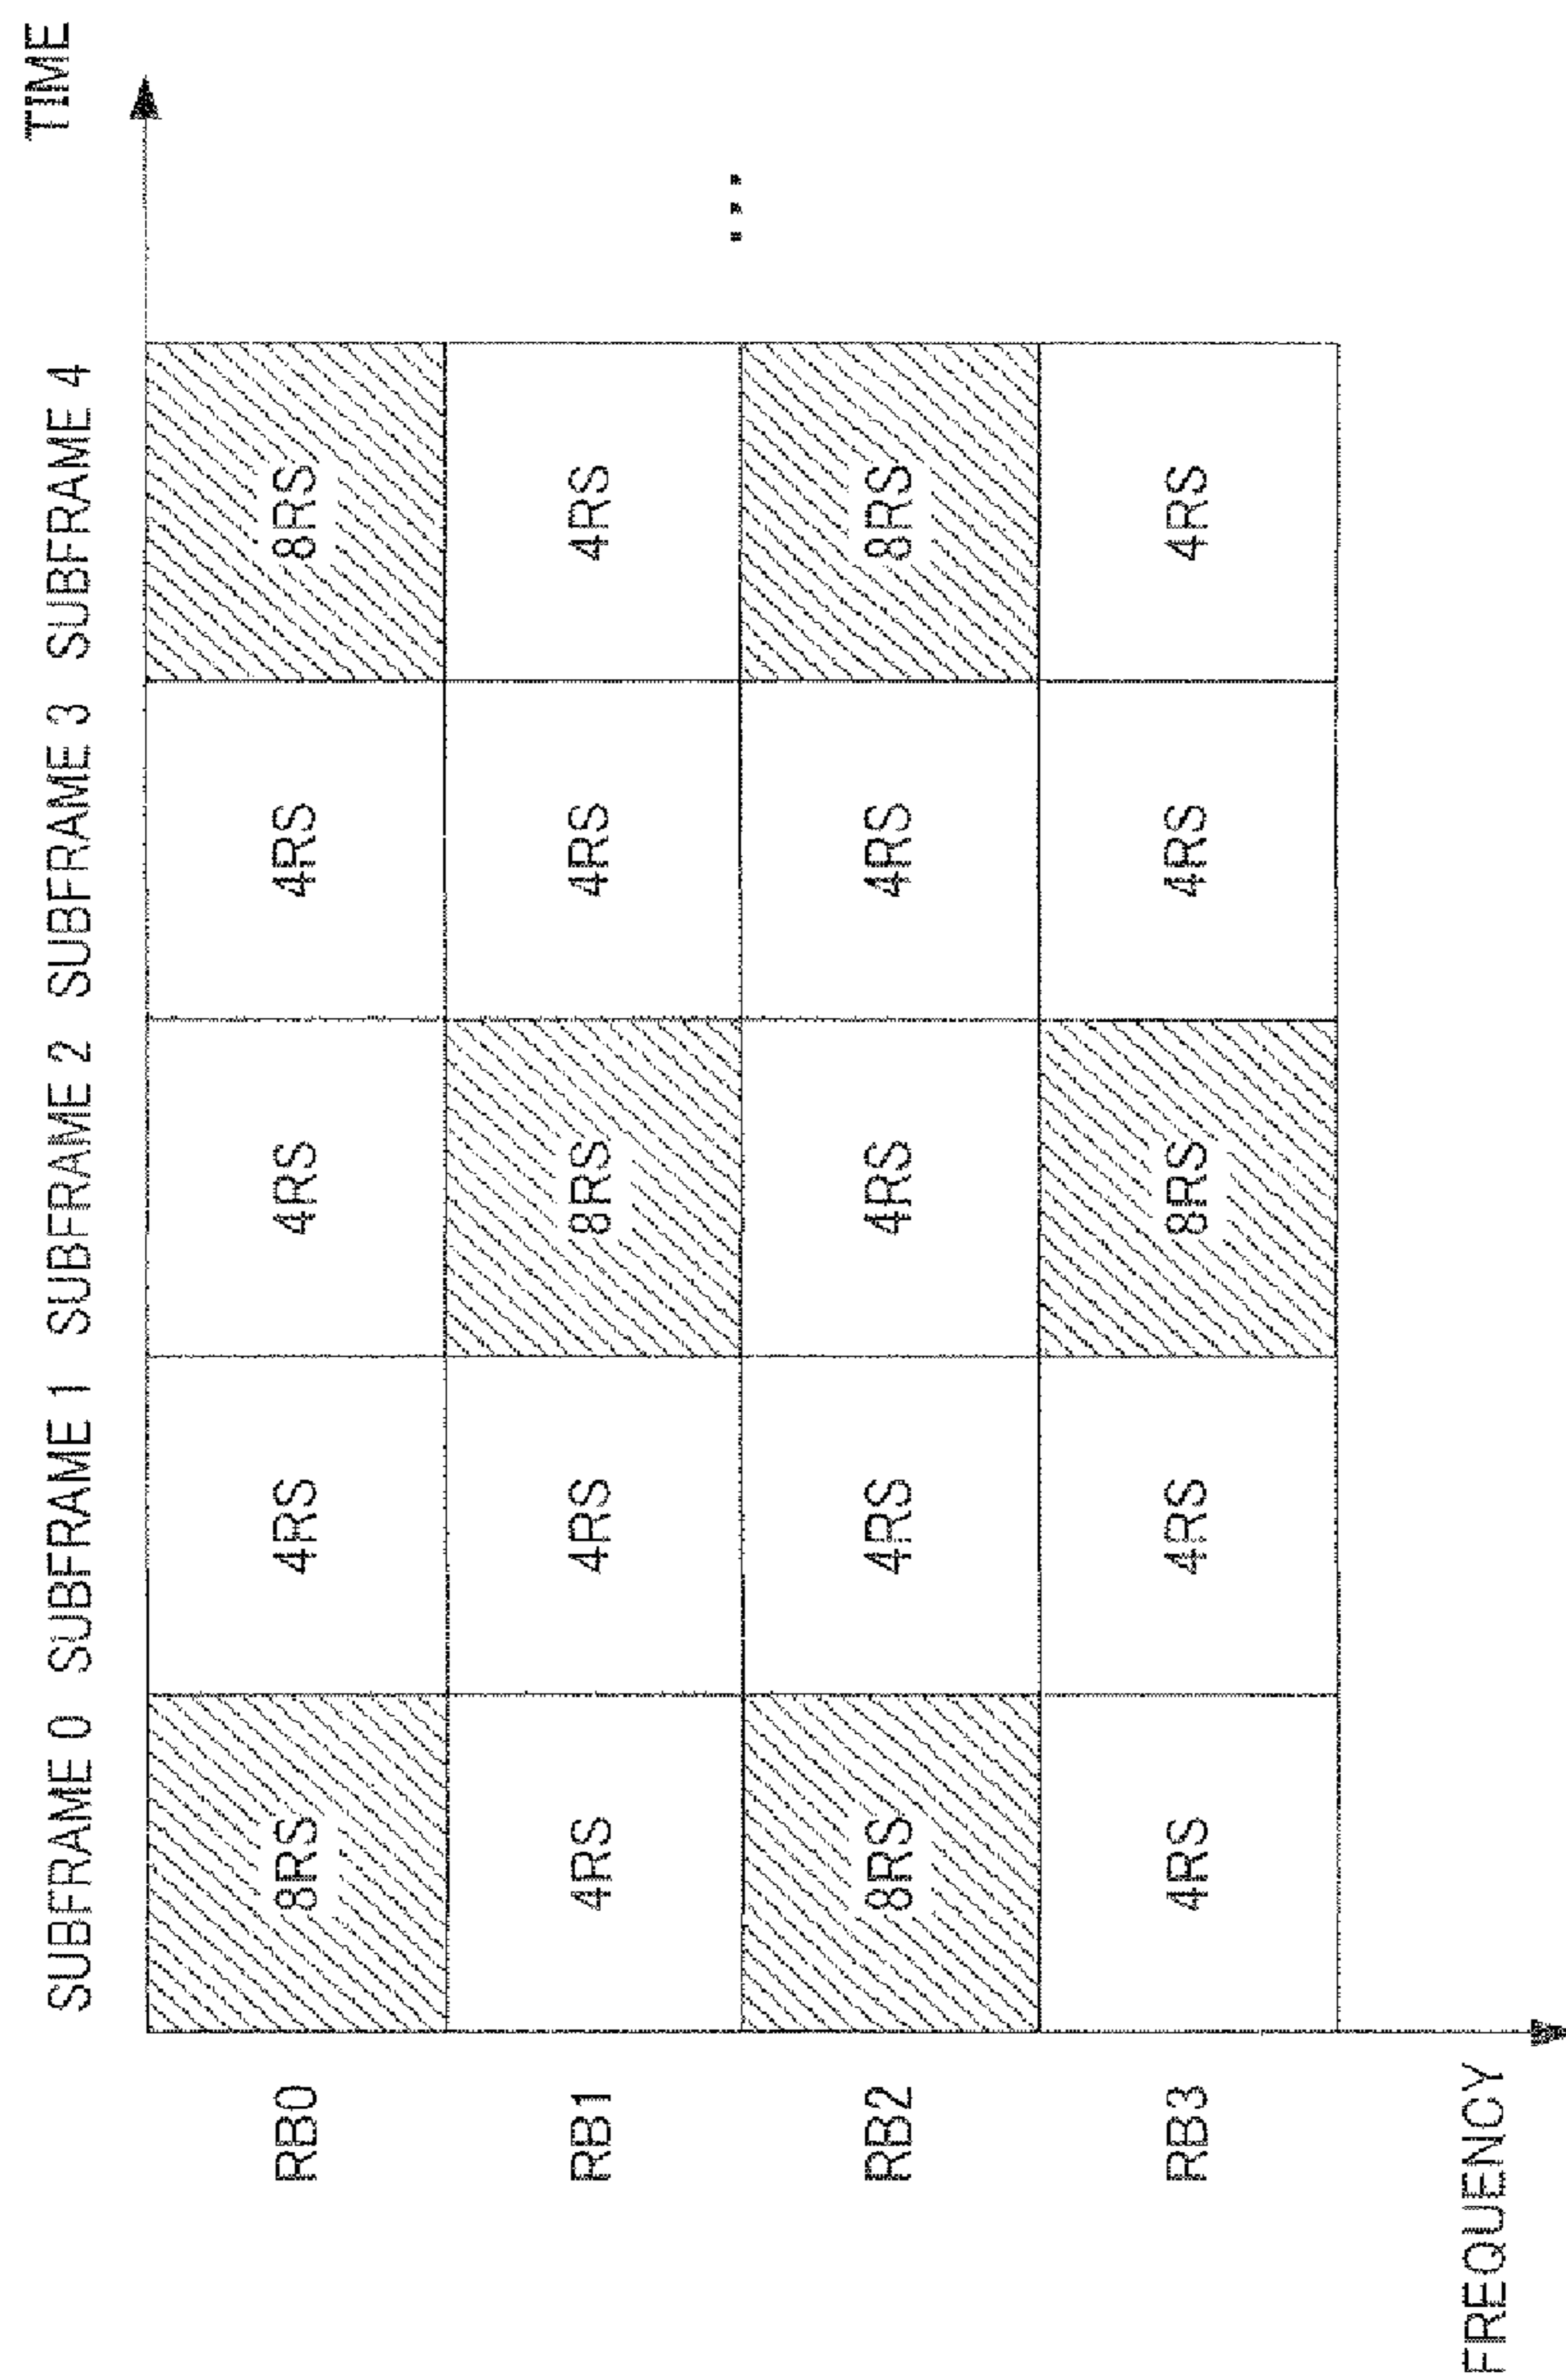 TIME
SUBFRAME 0 SUBFRAME 1 SUBFRAME 2 SUBFRAME 3 SUBFRAME 4
RB0 8RS 4RS 4RS 4RS 8RS
RB1 4RS 4RS 8RS 4RS 4RS ...
RB2 8RS 4RS 4RS 4RS 8RS
RB3 4RS 4RS 8RS 4RS 4RS
FREQUENCY